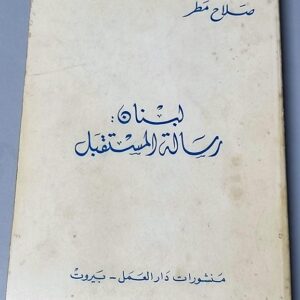 صلاح مطر
لبنان:
رسالة المستقبل
منشورات دار العمل - بيروت